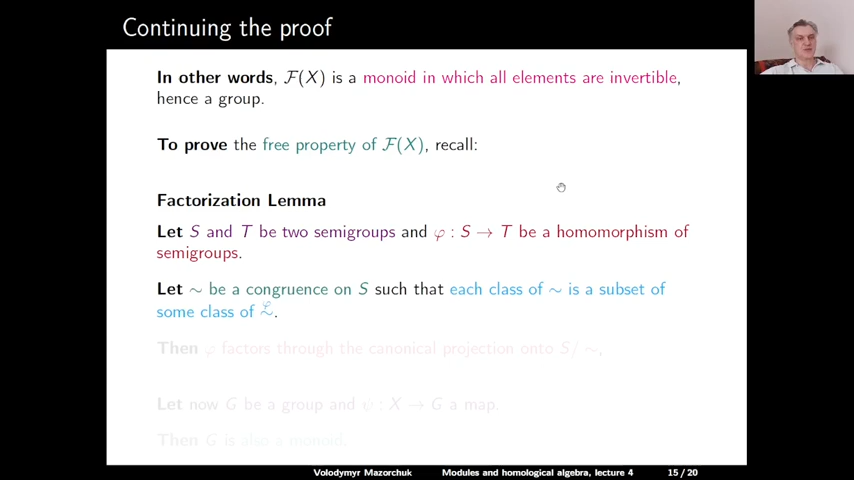 Continuing the proof
In other words, F(X) is a monoid in which all elements are invertible,
hence a group.
To prove the free property of F(X), recall:
Factorization Lemma
Let S and T be two semigroups and φ : S → T be a homomorphism of
semigroups.
Let ∼ be a congruence on S such that each class of ∼ is a subset of
some class of φ∼.
Then φ factors through the canonical projection onto S/∼,
Let now G be a group and ψ : X → G a map.
Then G is also a monoid.
Volodymyr Mazorchuk Modules and homological algebra, lecture 4 15 / 20